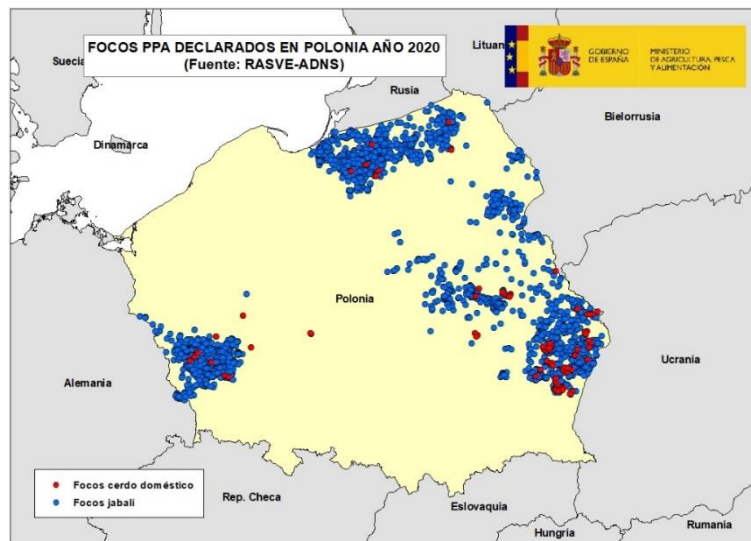 FOCOS PPA DECLARADOS EN POLONIA AÑO 2020
(Fuente: RASVE-ADNS)
GOBIERNO
DE ESPAÑA
MINISTERIO
DE AGRICULTURA, PESCA
Y ALIMENTACIÓN
Suecia
Lituan
Rusia
Bielorrusia
Dinamarca
Polonia
Alemania
Ucrania
Focos cerdo doméstico
Focos jabalí
Rep. Checa
Eslovaquia
Hungría
Rumania